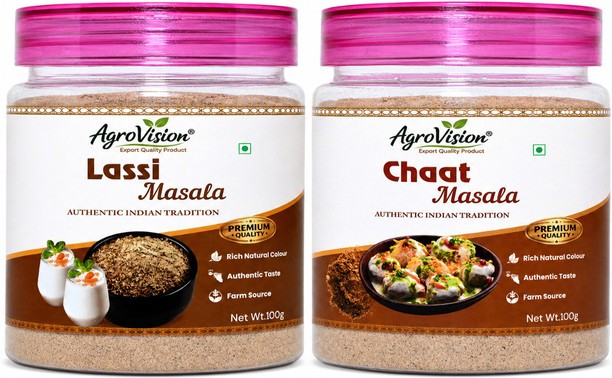 AgroVision®
Export Quality Product
Lassi
Masala
AUTHENTIC INDIAN TRADITION
PREMIUM
QUALITY
Rich Natural Colour
Authentic Taste
Farm Source
Net Wt.100g
AgroVision®
Export Quality Product
Chaat
Masala
AUTHENTIC INDIAN TRADITION
PREMIUM
QUALITY
Rich Natural Colour
Authentic Taste
Farm Source
Net Wt.100g